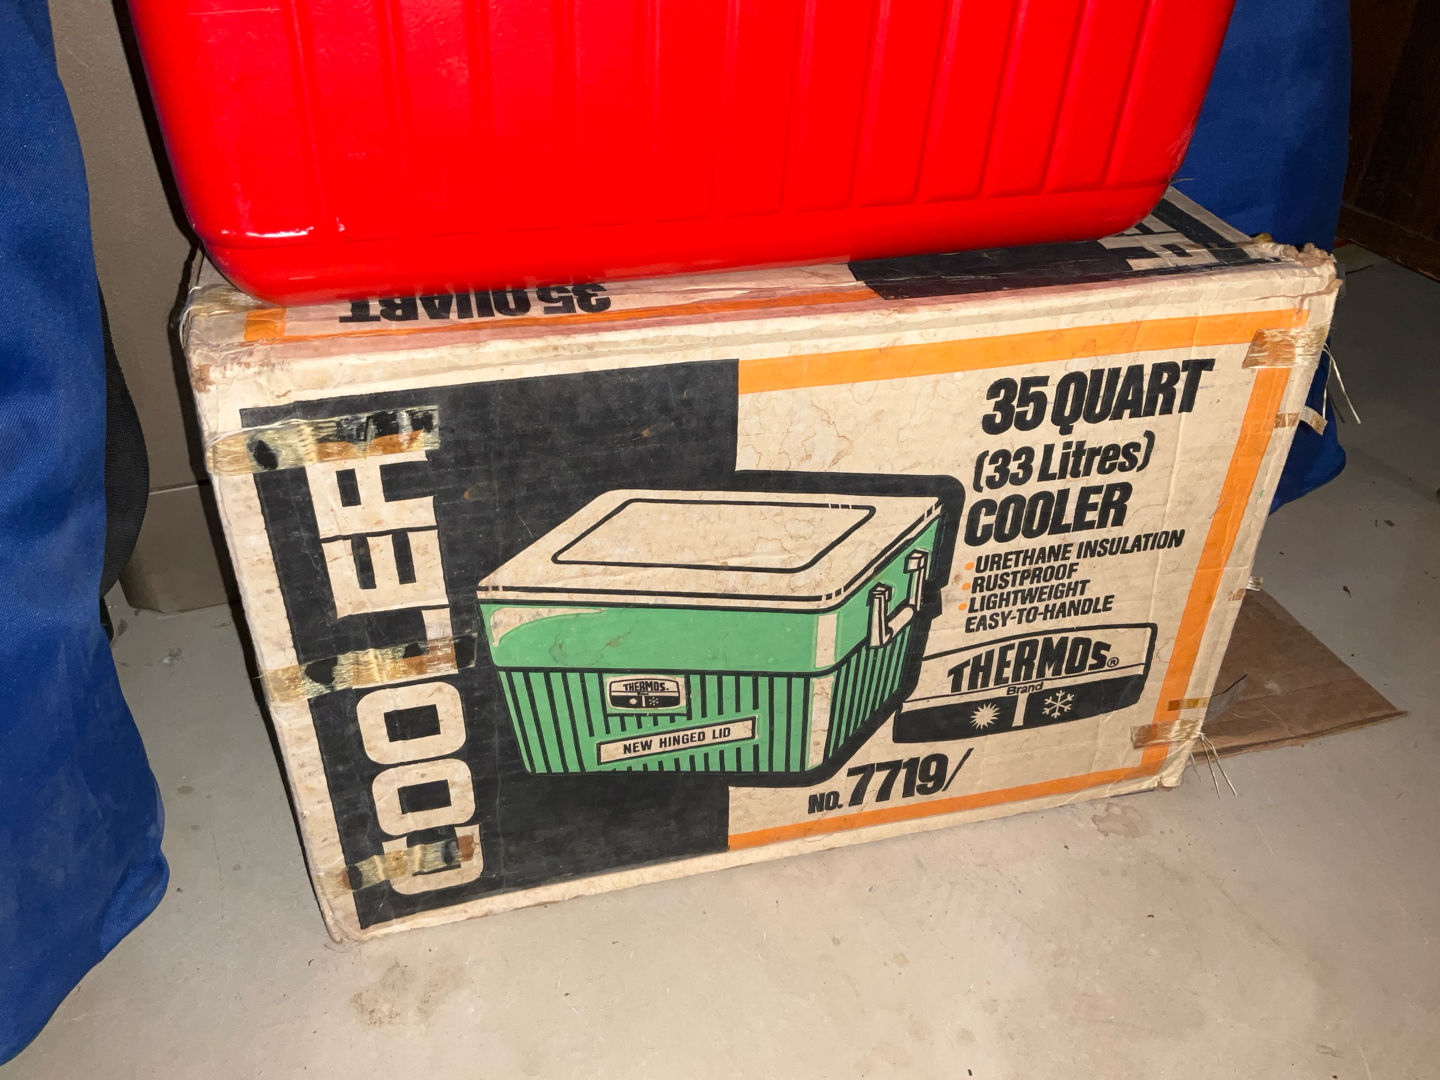 35 QUART
COOLER
35 QUART
(33 Litres)
COOLER
• URETHANE INSULATION
• RUSTPROOF
• LIGHTWEIGHT
EASY-TO-HANDLE
THERMOS®
Brand
THERMOS.
NEW HINGED LID
NO. 7719/